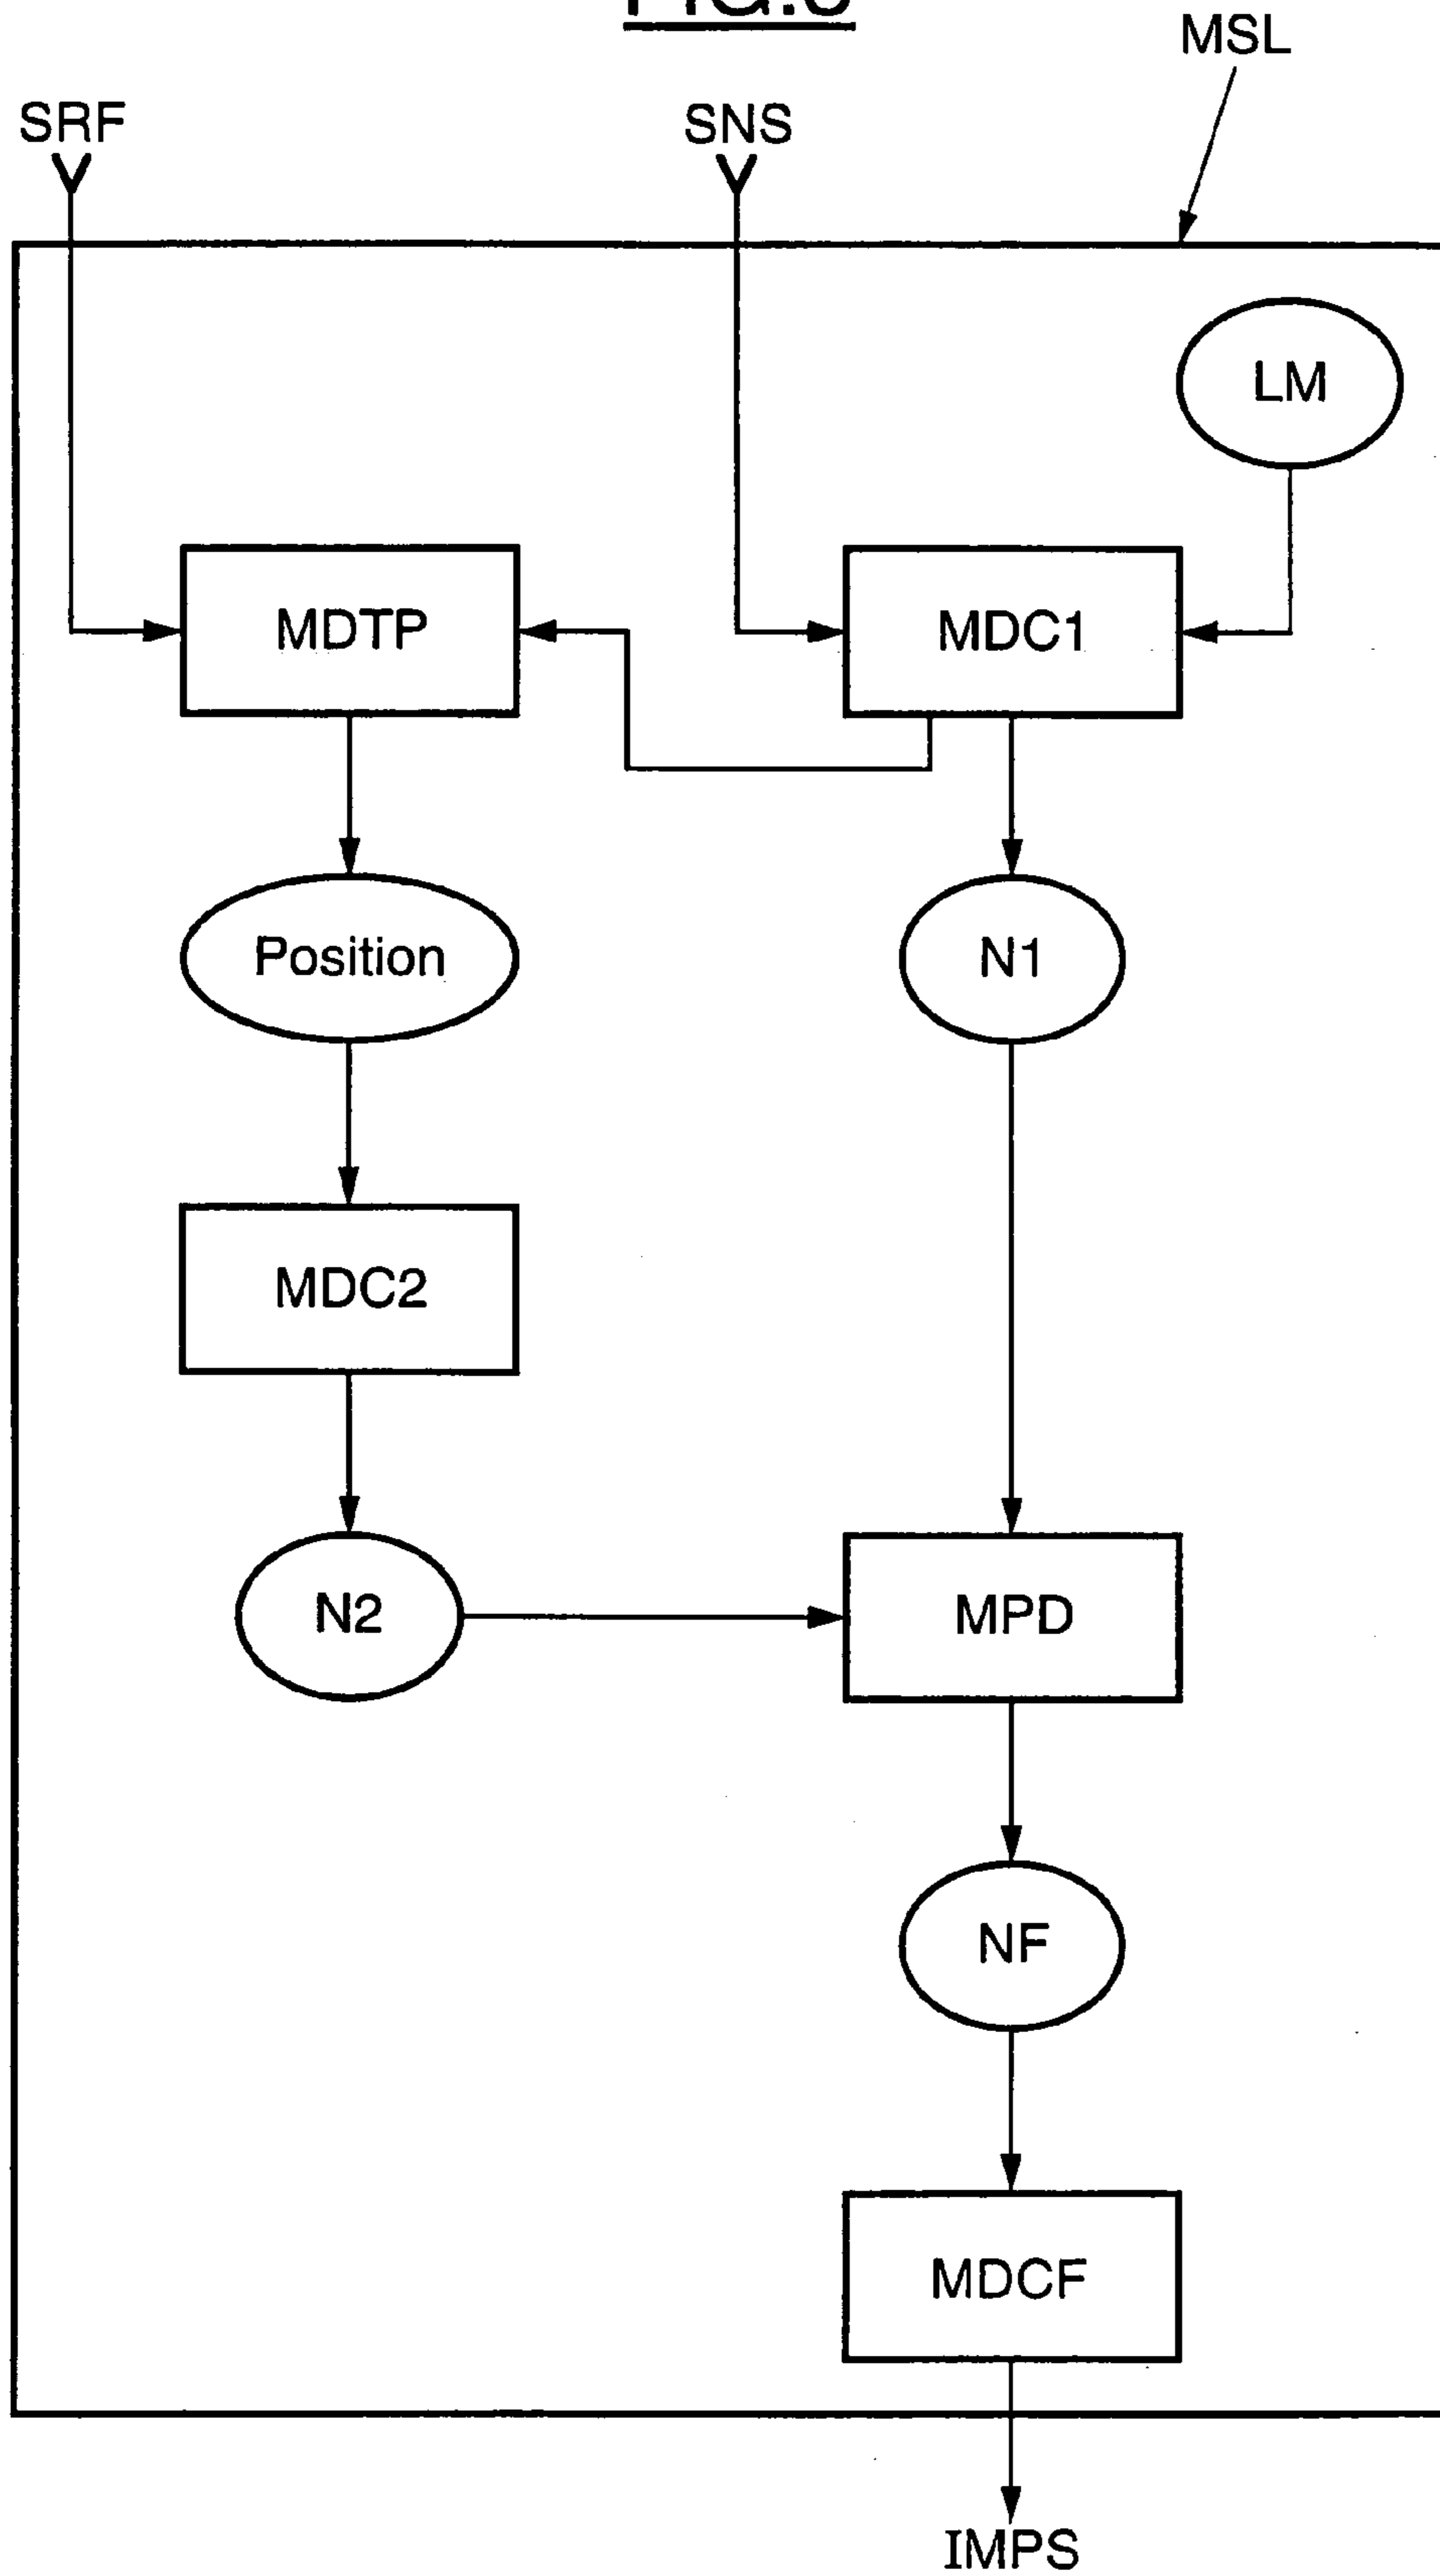 MSL
SRF
SNS
LM
MDTP
MDC1
Position
N1
MDC2
N2
MPD
NF
MDCF
IMPS